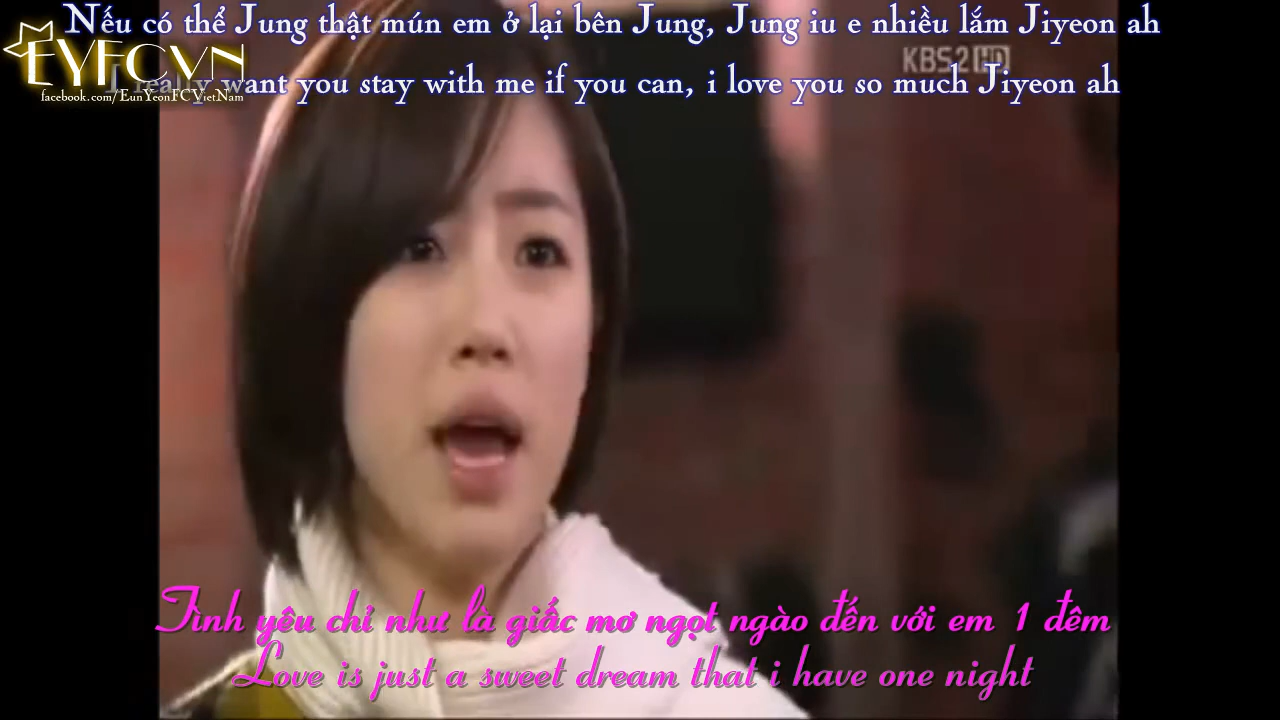 Nếu có thể Jung thật mún em ở lại bên Jung, Jung iu e nhiều lắm Jiyeon ah
EYFCVN
KBS2 HD
I really want you stay with me if you can, i love you so much Jiyeon ah
facebook.com/EunYeonFCVietNam
Tình yêu chỉ như là giấc mơ ngọt ngào đến với em 1 đêm
Love is just a sweet dream that i have one night